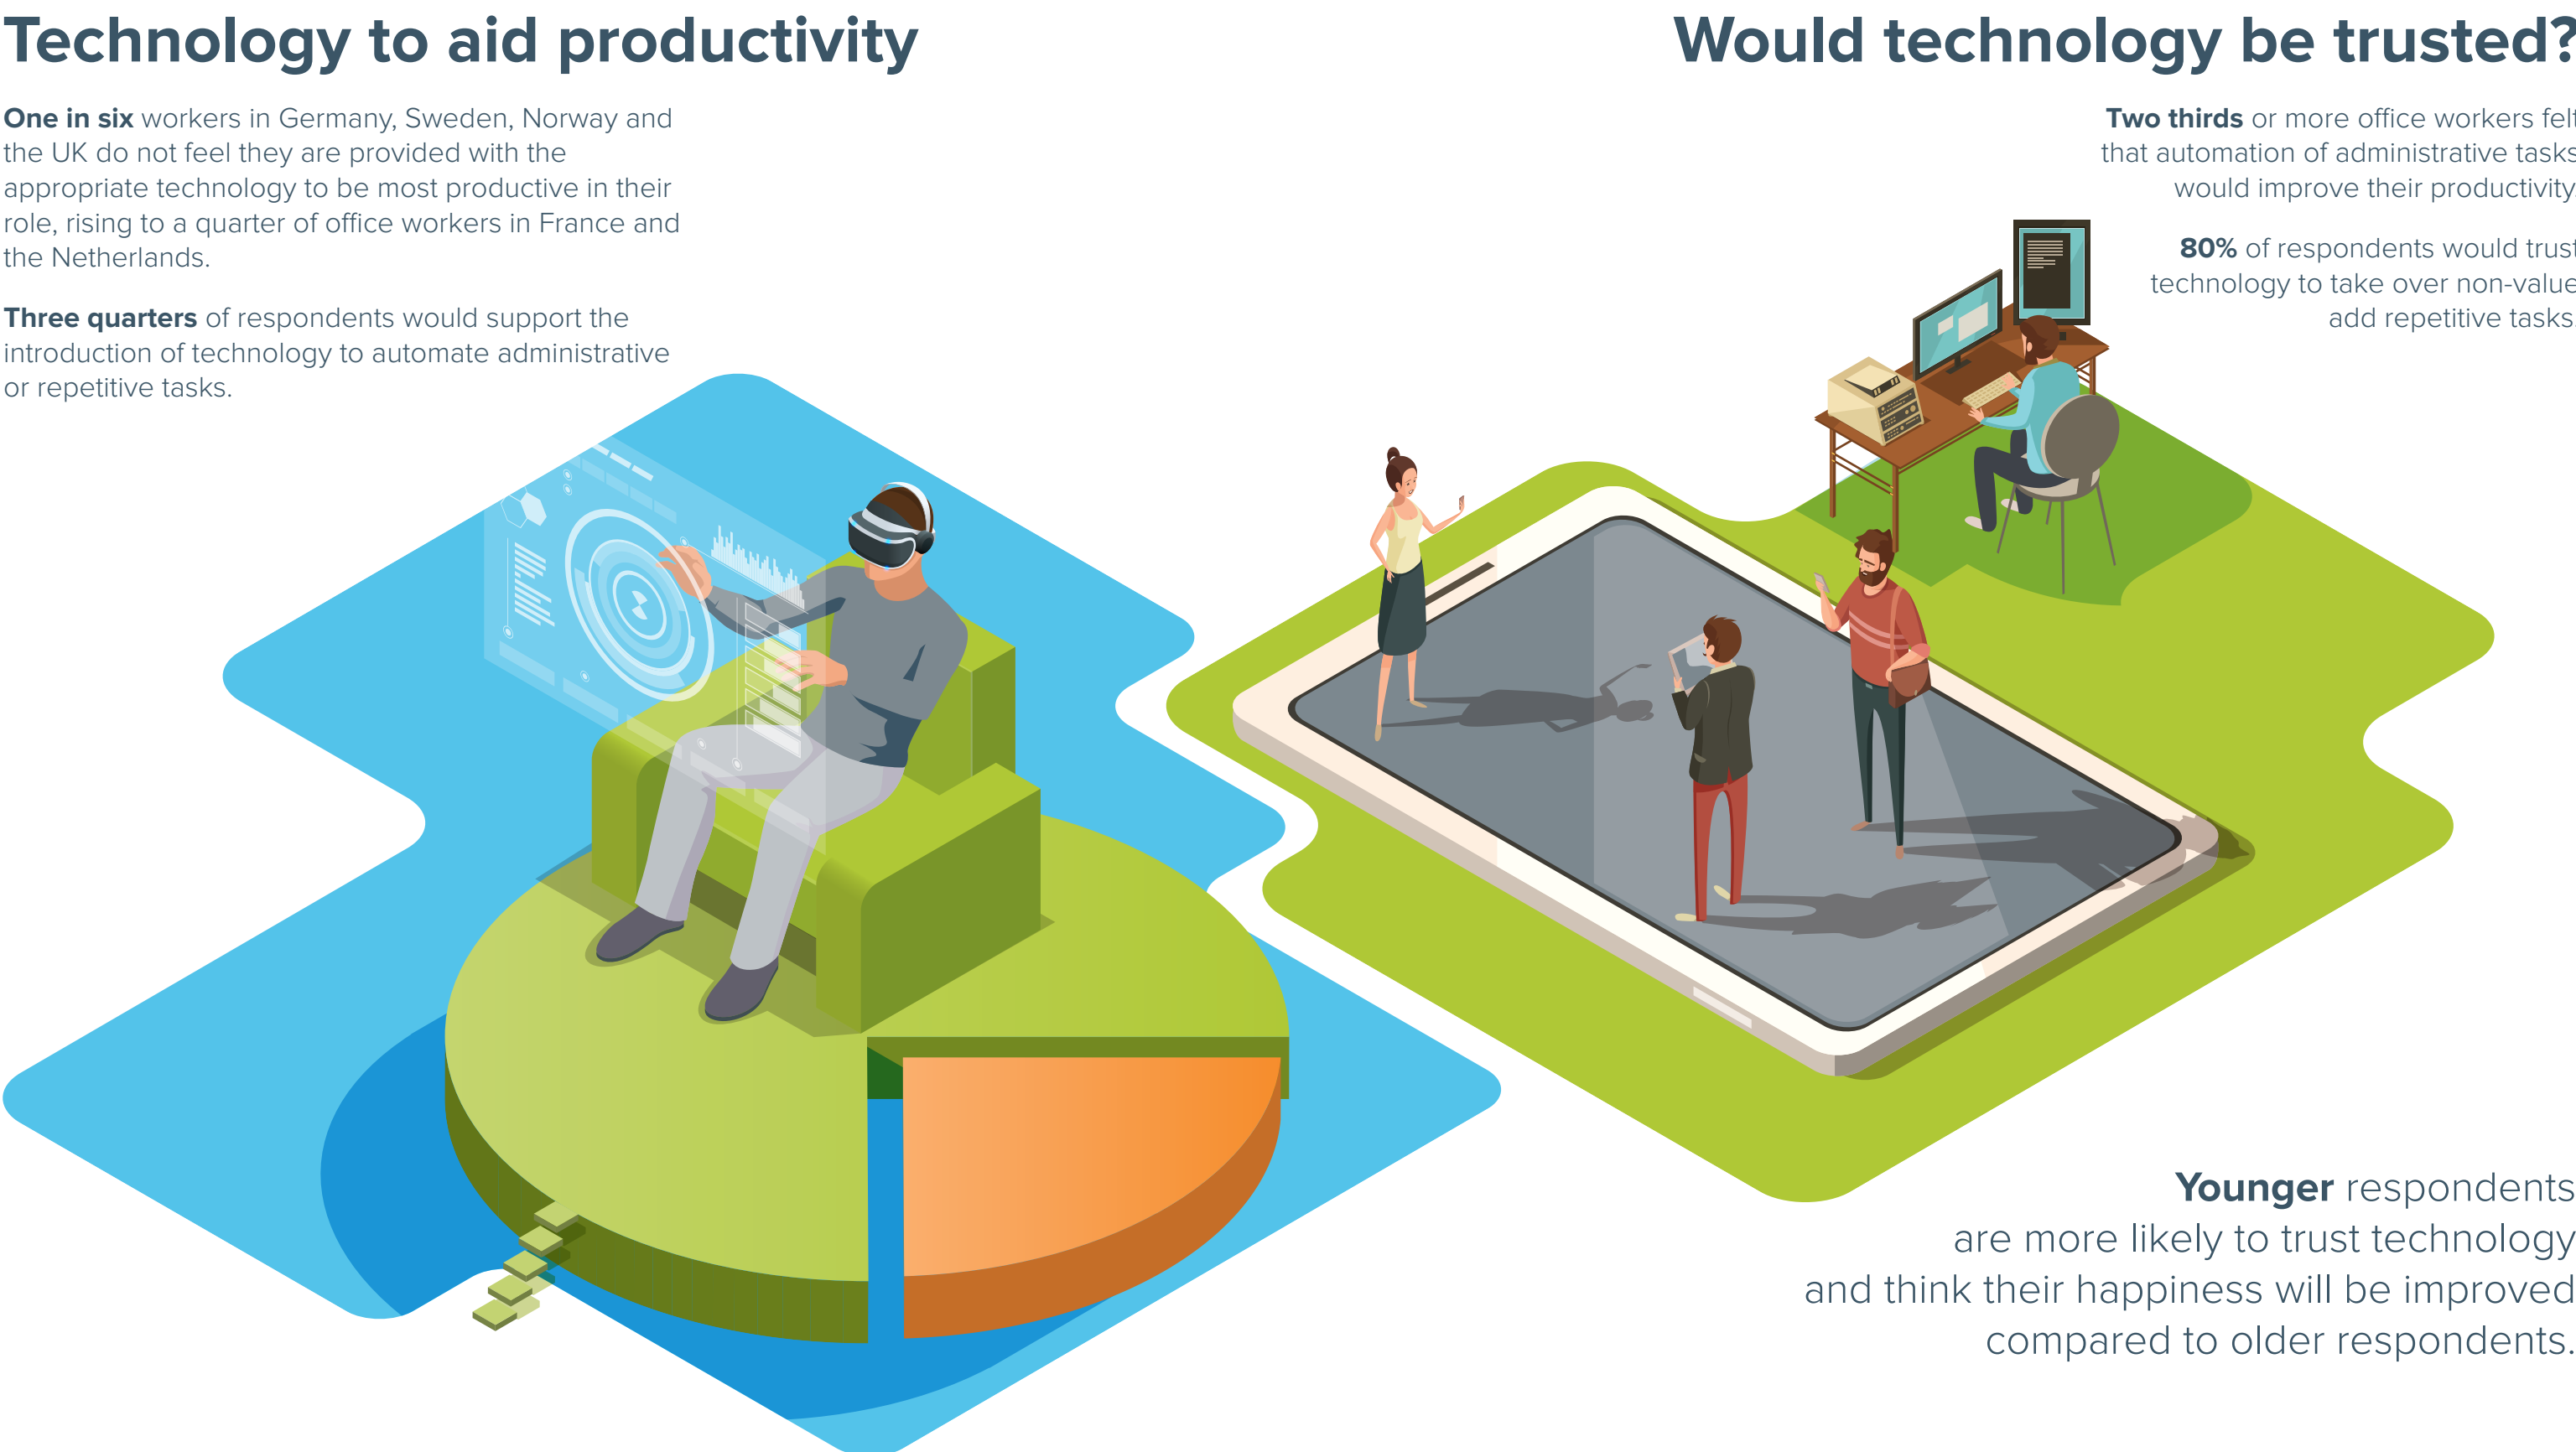 Technology to aid productivity
One in six workers in Germany, Sweden, Norway and
the UK do not feel they are provided with the
appropriate technology to be most productive in their
role, rising to a quarter of office workers in France and
the Netherlands.
Three quarters of respondents would support the
introduction of technology to automate administrative
or repetitive tasks.
Would technology be trusted?
Two thirds or more office workers felt
that automation of administrative tasks
would improve their productivity.
80% of respondents would trust
technology to take over non-value
add repetitive tasks.
Younger respondents
are more likely to trust technology
and think their happiness will be improved
compared to older respondents.